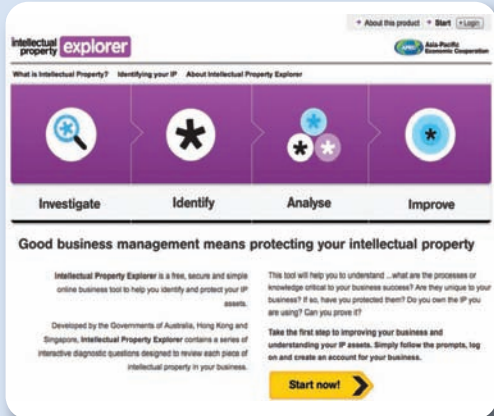 About this product Start Login
intellectual property explorer
APEC Asia-Pacific Economic Cooperation
What is Intellectual Property? Identifying your IP About Intellectual Property Explorer
Investigate Identify Analyse Improve
Good business management means protecting your intellectual property
Intellectual Property Explorer is a free, secure and simple
online business tool to help you identify and protect your IP
assets.
Developed by the Governments of Australia, Hong Kong and
Singapore, Intellectual Property Explorer contains a series of
interactive diagnostic questions designed to review each piece of
intellectual property in your business.
This tool will help you to understand ...what are the processes or
knowledge critical to your business success? Are they unique to your
business? If so, have you protected them? Do you own the IP you
are using? Can you prove it?
Take the first step to improving your business and
understanding your IP assets. Simply follow the prompts, log
on and create an account for your business.
Start now!